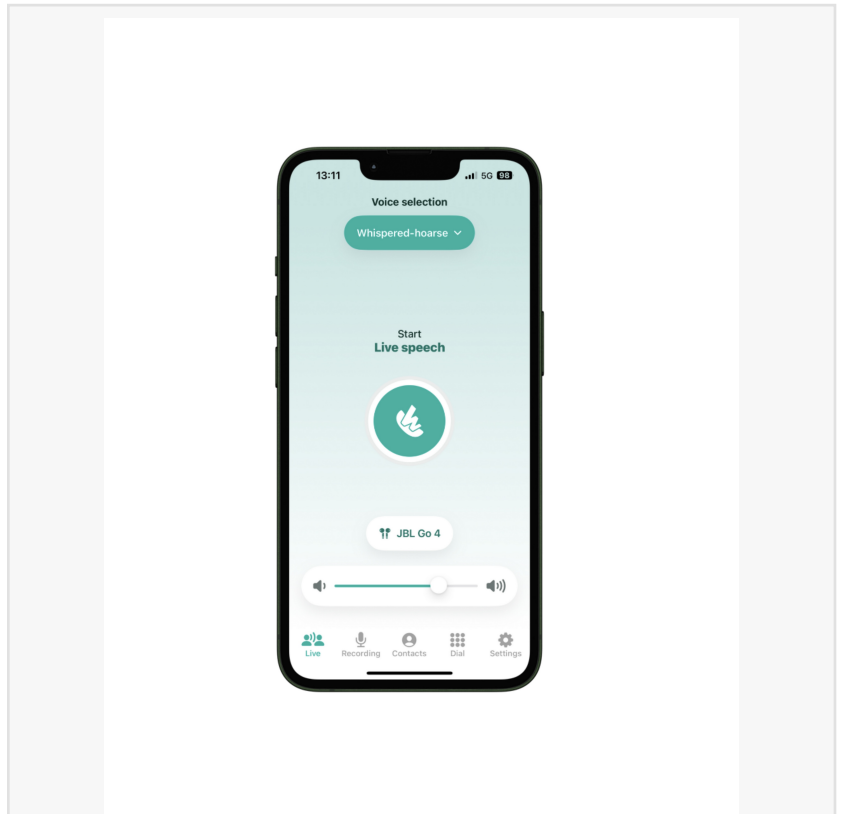 13:11 5G 98
Voice selection
Whispered-hoarse
Start
Live speech
JBL Go 4
Live Recording Contacts Dial Settings